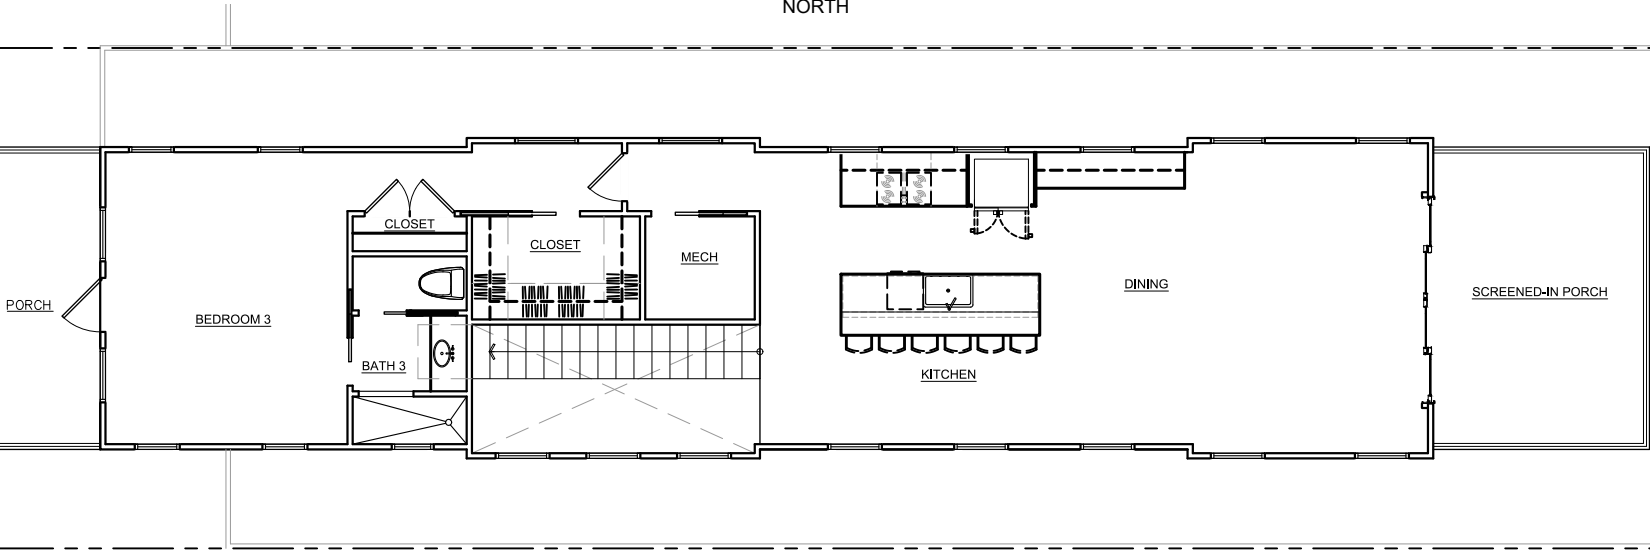 NORTH
CLOSET
CLOSET
MECH
PORCH
BEDROOM 3
DINING
SCREENED-IN PORCH
BATH 3
KITCHEN